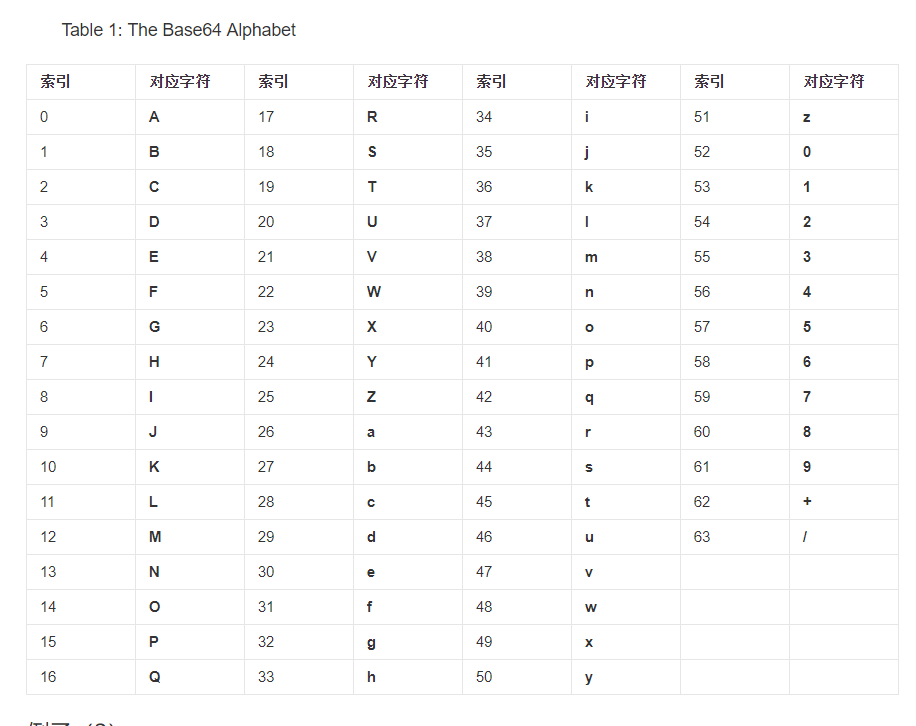 Table 1: The Base64 Alphabet
索引 对应字符 索引 对应字符 索引 对应字符 索引 对应字符
0 A 17 R 34 i 51 z
1 B 18 S 35 j 52 0
2 C 19 T 36 k 53 1
3 D 20 U 37 l 54 2
4 E 21 V 38 m 55 3
5 F 22 W 39 n 56 4
6 G 23 X 40 o 57 5
7 H 24 Y 41 p 58 6
8 I 25 Z 42 q 59 7
9 J 26 a 43 r 60 8
10 K 27 b 44 s 61 9
11 L 28 c 45 t 62 +
12 M 29 d 46 u 63 /
13 N 30 e 47 v
14 O 31 f 48 w
15 P 32 g 49 x
16 Q 33 h 50 y